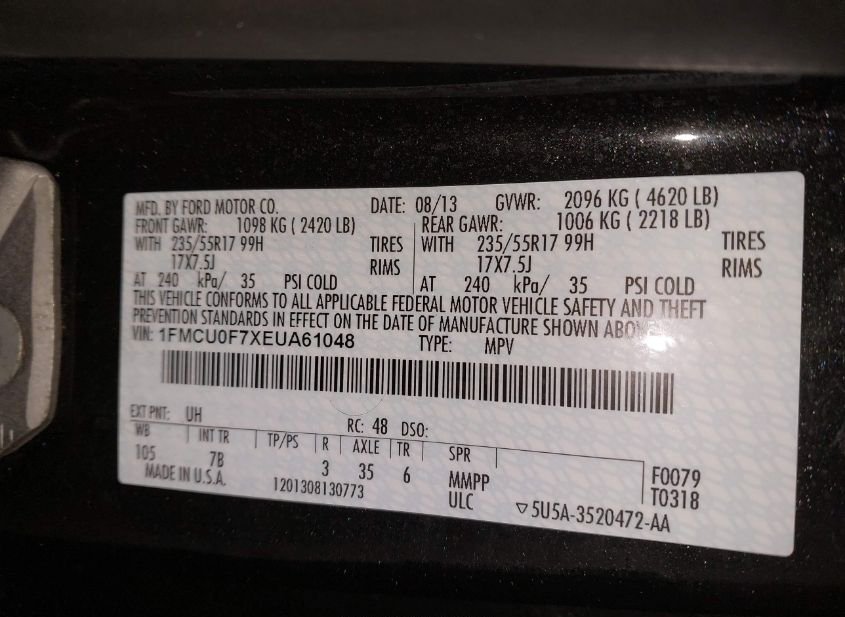 MFD. BY FORD MOTOR CO. DATE: 08/13 GVWR: 2096 KG ( 4620 LB)
FRONT GAWR: 1098 KG ( 2420 LB) REAR GAWR: 1006 KG ( 2218 LB)
WITH 235/55R17 99H TIRES WITH 235/55R17 99H TIRES
17X7.5J RIMS 17X7.5J RIMS
AT 240 kPa/ 35 PSI COLD AT 240 kPa/ 35 PSI COLD
THIS VEHICLE CONFORMS TO ALL APPLICABLE FEDERAL MOTOR VEHICLE SAFETY AND THEFT
PREVENTION STANDARDS IN EFFECT ON THE DATE OF MANUFACTURE SHOWN ABOVE.
VIN: 1FMCU0F7XEUA61048 TYPE: MPV
EXT PNT: UH RC: 48 DSO:
WB INT TR TP/PS R AXLE TR SPR
105 7B 3 35 6 MMPP F0079
MADE IN U.S.A. 1201308130773 ULC T0318
▽5U5A-3520472-AA